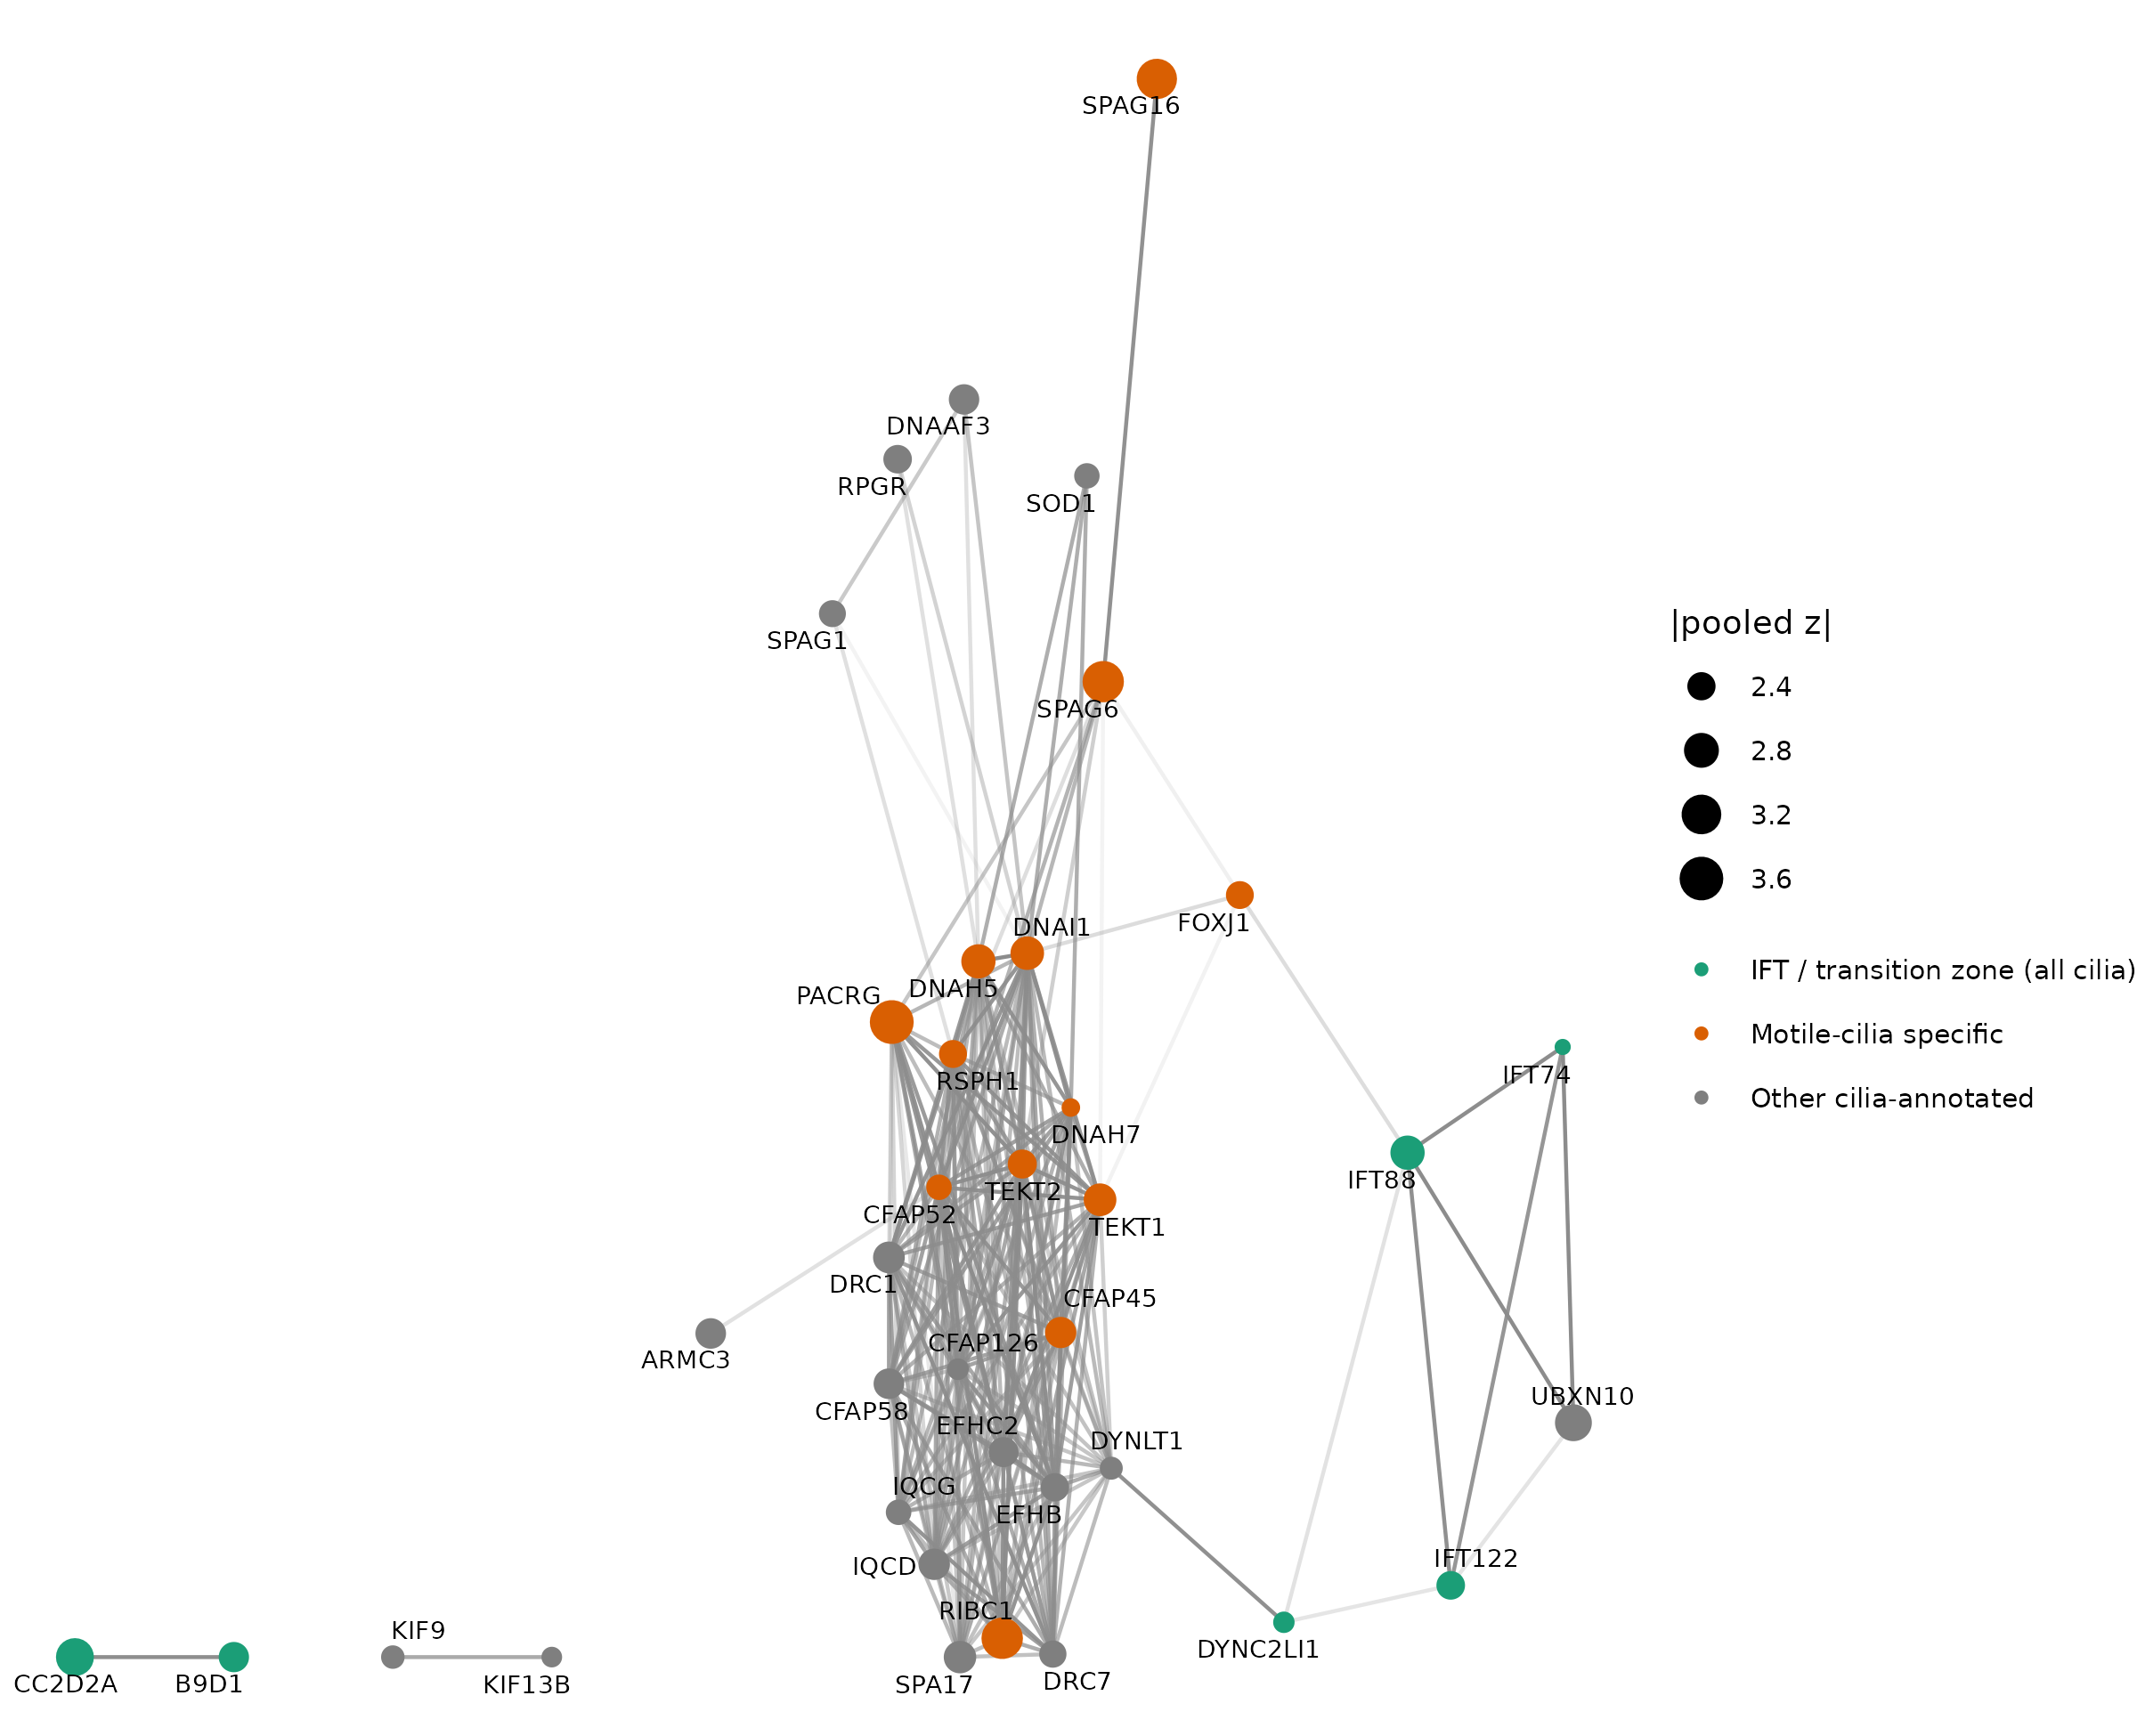 SPAG16
DNAAF3
RPGR
SOD1
SPAG1
SPAG6
|pooled z|
2.4
2.8
3.2
3.6
FOXJ1
DNAI1
DNAH5
PACRG
IFT / transition zone (all cilia)
Motile-cilia specific
Other cilia-annotated
RSPH1
IFT74
DNAH7
IFT88
TEKT2
CFAP52
TEKT1
DRC1
CFAP45
CFAP126
ARMC3
UBXN10
CFAP58
EFHC2
DYNLT1
IQCG
EFHB
IFT122
IQCD
RIBC1
KIF9
DYNC2LI1
CC2D2A
B9D1
KIF13B
SPA17
DRC7